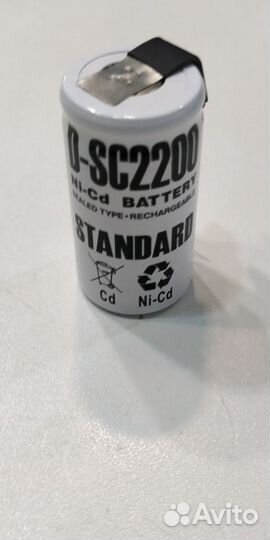 O-SC2200
Ni-Cd BATTERY
SEALED TYPE-RECHARGEABLE
STANDARD
Cd Ni-Cd
Avito